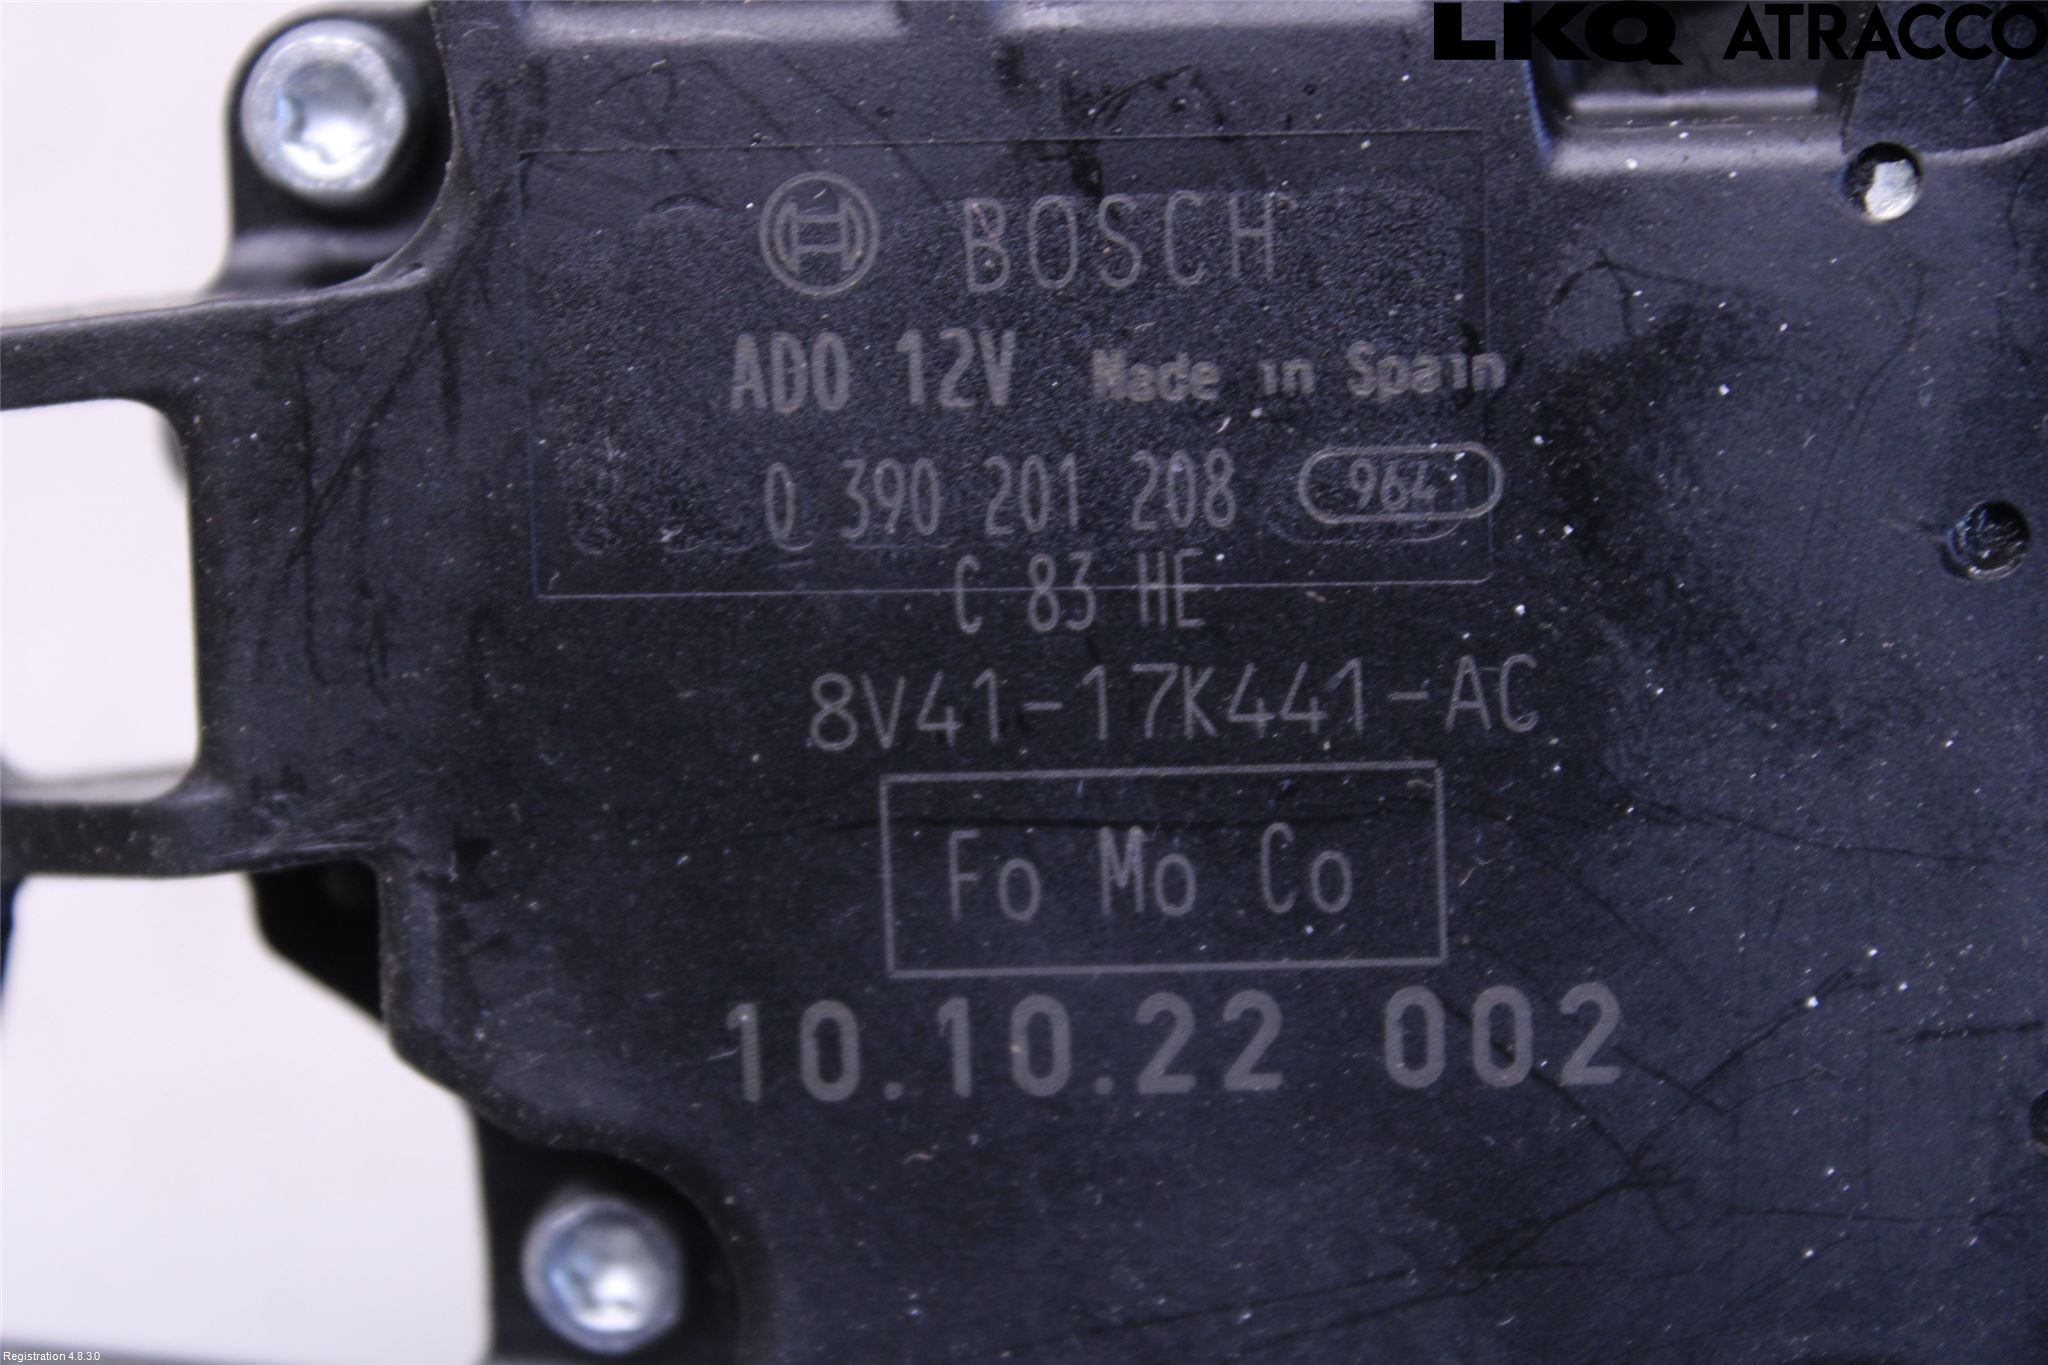 LKQ ATRACCO
BOSCH
ADO 12V Made in Spain
0 390 201 208 964
C 83 HE
8V41-17K441-AC
Fo Mo Co
10.10.22 002
Registration 4.8.3.0